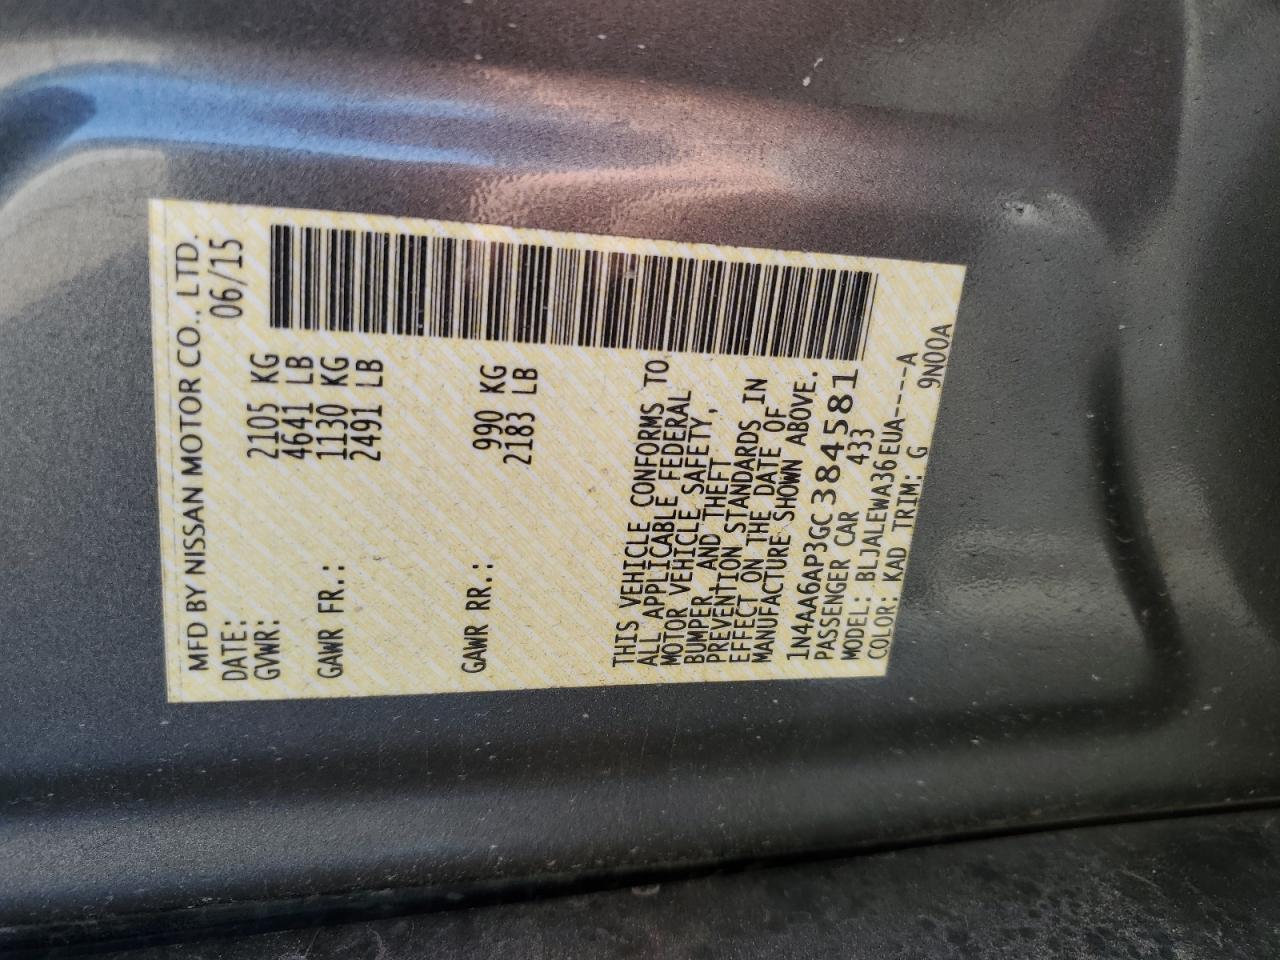 MFD BY NISSAN MOTOR CO., LTD.
DATE: 06/15
GVWR: 2105 KG
4641 LB
GAWR FR.: 1130 KG
2491 LB
GAWR RR.: 990 KG
2183 LB
THIS VEHICLE CONFORMS TO
ALL APPLICABLE FEDERAL
MOTOR VEHICLE SAFETY,
BUMPER, AND THEFT
PREVENTION STANDARDS IN
EFFECT ON THE DATE OF
MANUFACTURE SHOWN ABOVE.
1N4AA6AP3GC384581
PASSENGER CAR 433
MODEL: BLJALEWA36EUA-----A
COLOR: KAD TRIM: G 9N00A